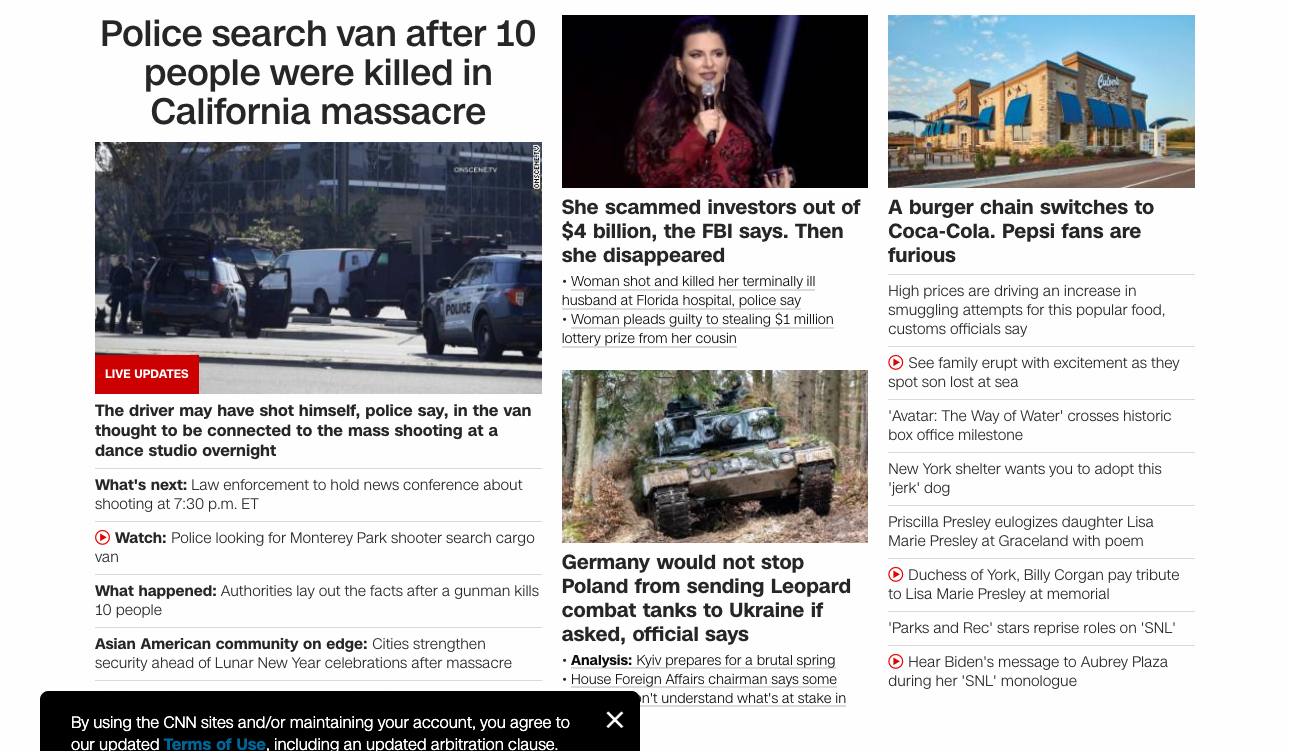 Police search van after 10
people were killed in
California massacre
ONSCENE.TV
ONSCENE.TV
POLICE
LIVE UPDATES
The driver may have shot himself, police say, in the van
thought to be connected to the mass shooting at a
dance studio overnight
What's next: Law enforcement to hold news conference about
shooting at 7:30 p.m. ET
Watch: Police looking for Monterey Park shooter search cargo
van
What happened: Authorities lay out the facts after a gunman kills
10 people
Asian American community on edge: Cities strengthen
security ahead of Lunar New Year celebrations after massacre
She scammed investors out of
$4 billion, the FBI says. Then
she disappeared
• Woman shot and killed her terminally ill
husband at Florida hospital, police say
• Woman pleads guilty to stealing $1 million
lottery prize from her cousin
Germany would not stop
Poland from sending Leopard
combat tanks to Ukraine if
asked, official says
• Analysis: Kyiv prepares for a brutal spring
• House Foreign Affairs chairman says some
on't understand what's at stake in
Culver's
A burger chain switches to
Coca-Cola. Pepsi fans are
furious
High prices are driving an increase in
smuggling attempts for this popular food,
customs officials say
See family erupt with excitement as they
spot son lost at sea
'Avatar: The Way of Water' crosses historic
box office milestone
New York shelter wants you to adopt this
'jerk' dog
Priscilla Presley eulogizes daughter Lisa
Marie Presley at Graceland with poem
Duchess of York, Billy Corgan pay tribute
to Lisa Marie Presley at memorial
'Parks and Rec' stars reprise roles on 'SNL'
Hear Biden's message to Aubrey Plaza
during her 'SNL' monologue
By using the CNN sites and/or maintaining your account, you agree to
our updated Terms of Use, including an updated arbitration clause.